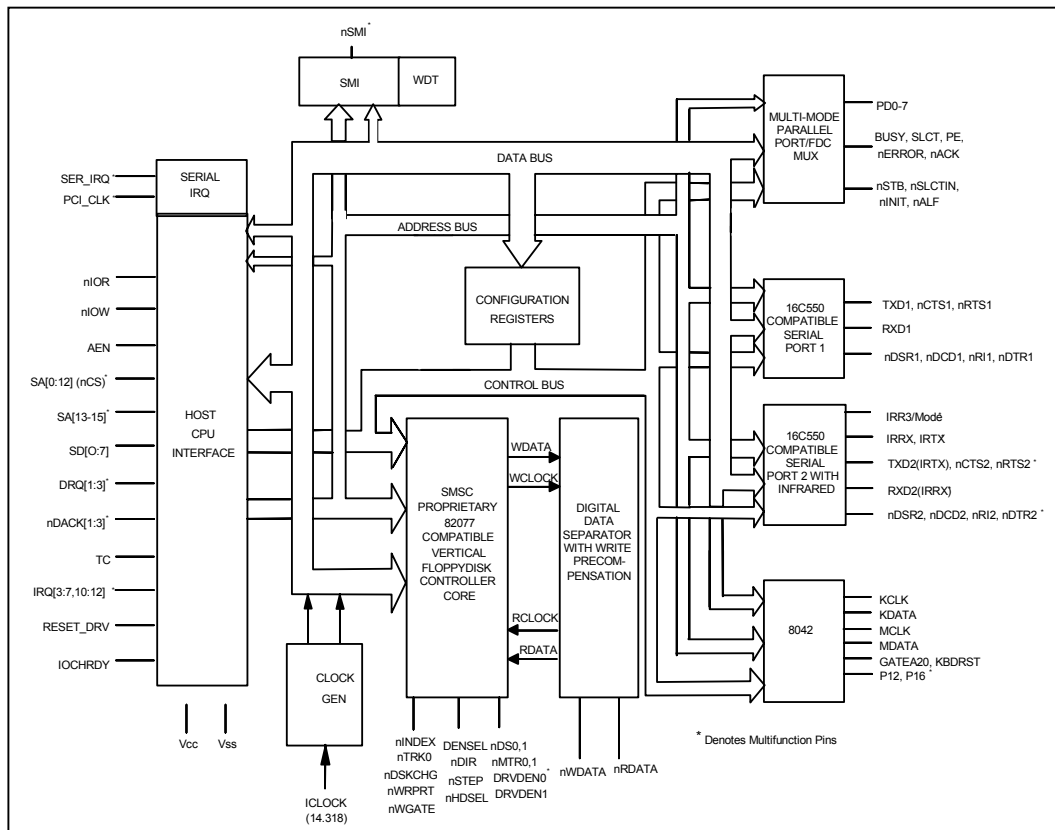 nSMI*
SMI
WDT
DATA BUS
ADDRESS BUS
SER_IRQ*
PCI_CLK*
SERIAL
IRQ
nIOR
nIOW
AEN
SA[0:12] (nCS)*
SA[13-15]*
SD[O:7]
DRQ[1:3]*
nDACK[1:3]*
TC
IRQ[3:7,10:12]*
RESET_DRV
IOCHRDY
HOST
CPU
INTERFACE
Vcc
Vss
CONFIGURATION
REGISTERS
CONTROL BUS
CLOCK
GEN
ICLOCK
(14.318)
SMSC
PROPRIETARY
82077
COMPATIBLE
VERTICAL
FLOPPYDISK
CONTROLLER
CORE
WDATA
WCLOCK
RCLOCK
RDATA
DIGITAL
DATA
SEPARATOR
WITH WRITE
PRECOM-
PENSATION
nINDEX
nTRK0
nDSKCHG
nWRPRT
nWGATE
DENSEL
nDIR
nSTEP
nHDSEL
nDS0,1
nMTR0,1
DRVDEN0*
DRVDEN1
nWDATA
nRDATA
MULTI-MODE
PARALLEL
PORT/FDC
MUX
PD0-7
BUSY, SLCT, PE,
nERROR, nACK
nSTB, nSLCTIN,
nINIT, nALF
16C550
COMPATIBLE
SERIAL
PORT 1
TXD1, nCTS1, nRTS1
RXD1
nDSR1, nDCD1, nRI1, nDTR1
16C550
COMPATIBLE
SERIAL
PORT 2 WITH
INFRARED
IRR3/Mode*
IRRX, IRTX
TXD2(IRTX), nCTS2, nRTS2 *
RXD2(IRRX)*
nDSR2, nDCD2, nRI2, nDTR2 *
8042
KCLK
KDATA
MCLK
MDATA
GATEA20, KBDRST
P12, P16 *
* Denotes Multifunction Pins